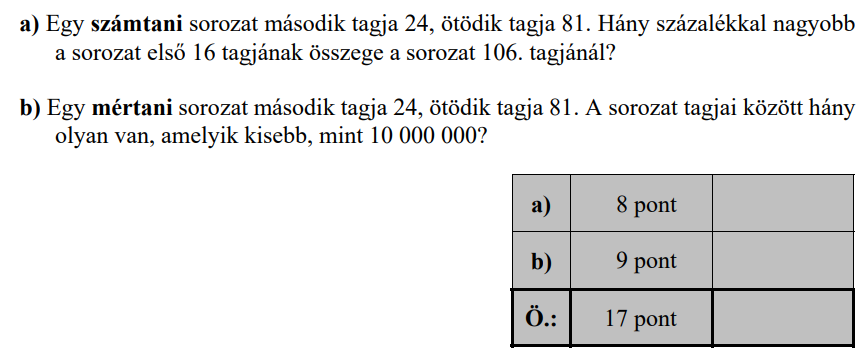 a) Egy számtani sorozat második tagja 24, ötödik tagja 81. Hány százalékkal nagyobb
a sorozat első 16 tagjának összege a sorozat 106. tagjánál?
b) Egy mértani sorozat második tagja 24, ötödik tagja 81. A sorozat tagjai között hány
olyan van, amelyik kisebb, mint 10 000 000?
a) 8 pont
b) 9 pont
Ö.: 17 pont